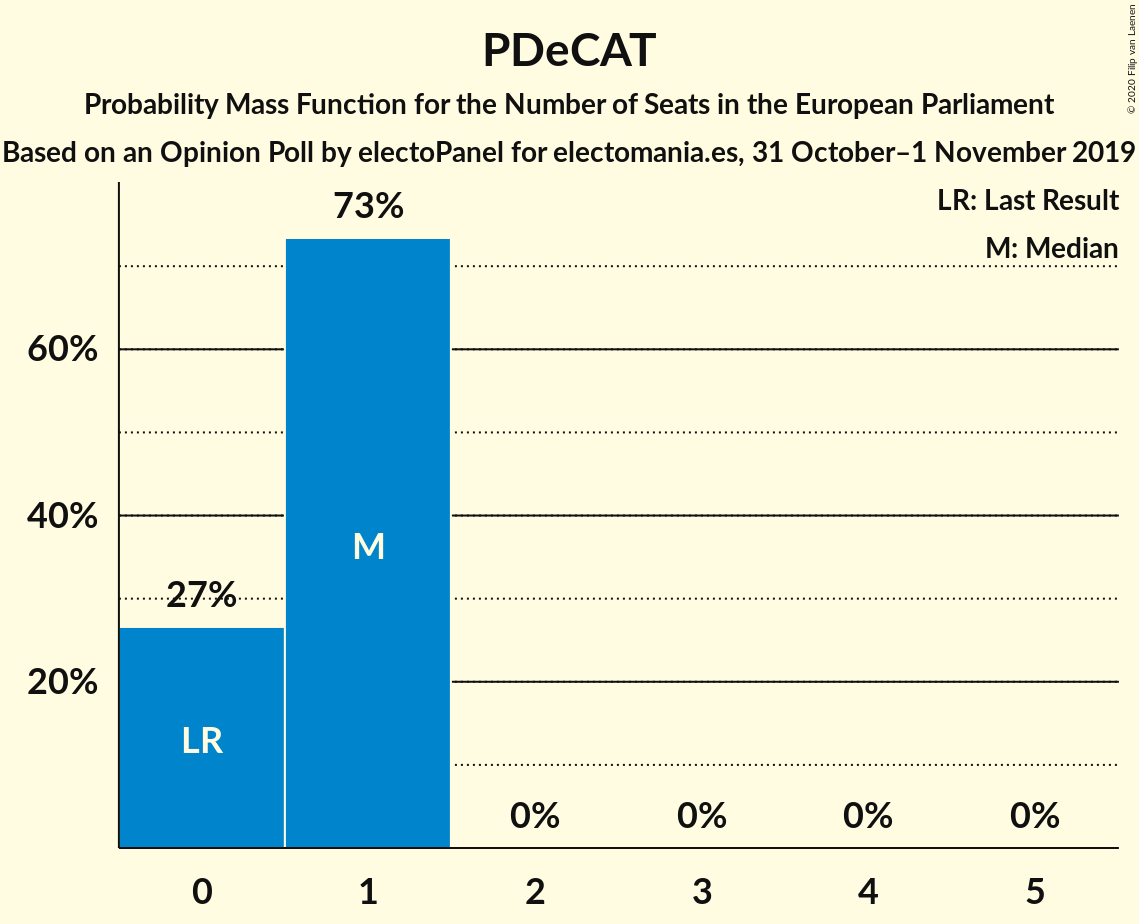 PDeCAT
Probability Mass Function for the Number of Seats in the European Parliament
Based on an Opinion Poll by electoPanel for electomania.es, 31 October–1 November 2019
© 2020 Filip van Laenen
LR: Last Result
M: Median
73%
60%
M
40%
27%
20%
LR
0% 0% 0% 0%
0 1 2 3 4 5